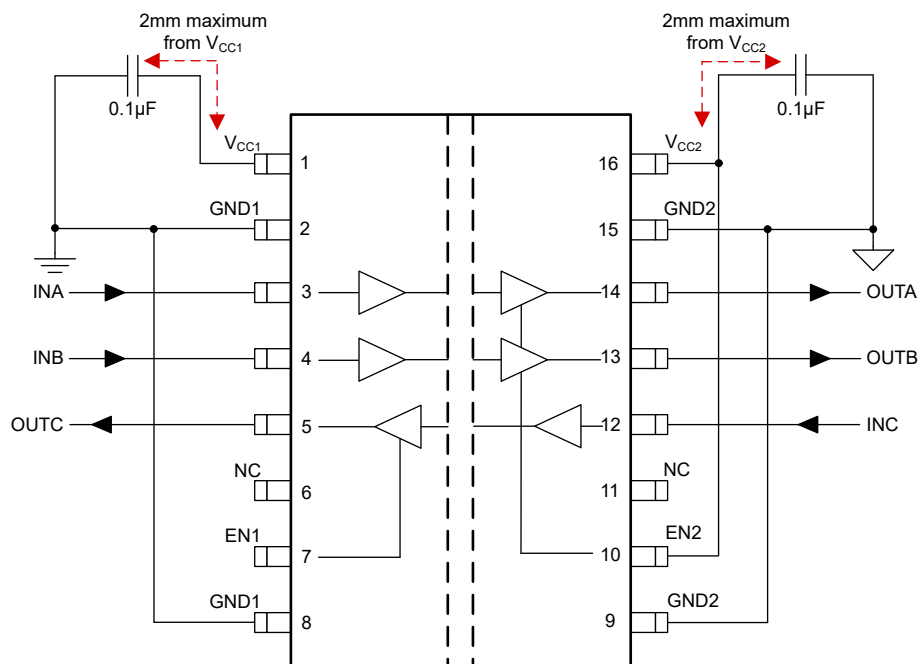 2mm maximum
from VCC1
2mm maximum
from VCC2
0.1µF
0.1µF
VCC1
1
16
VCC2
GND1
2
15
GND2
INA
3
14
OUTA
INB
4
13
OUTB
OUTC
5
12
INC
NC
6
11
NC
EN1
7
10
EN2
GND1
8
9
GND2